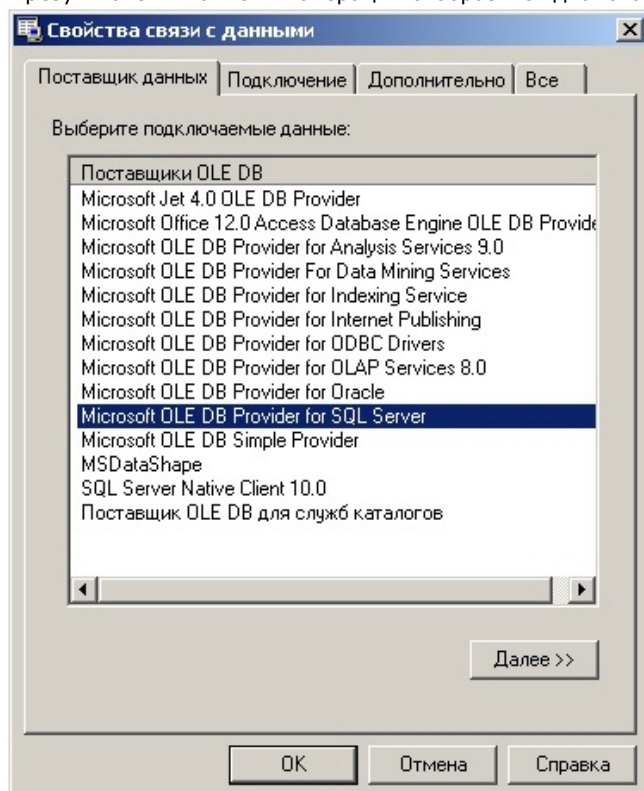 Свойства связи с данными
Поставщик данных Подключение Дополнительно Все
Выберите подключаемые данные:
Поставщики OLE DB
Microsoft Jet 4.0 OLE DB Provider
Microsoft Office 12.0 Access Database Engine OLE DB Provide
Microsoft OLE DB Provider for Analysis Services 9.0
Microsoft OLE DB Provider For Data Mining Services
Microsoft OLE DB Provider for Indexing Service
Microsoft OLE DB Provider for Internet Publishing
Microsoft OLE DB Provider for ODBC Drivers
Microsoft OLE DB Provider for OLAP Services 8.0
Microsoft OLE DB Provider for Oracle
Microsoft OLE DB Provider for SQL Server
Microsoft OLE DB Simple Provider
MSDataShape
SQL Server Native Client 10.0
Поставщик OLE DB для служб каталогов
Далее >>
OK Отмена Справка